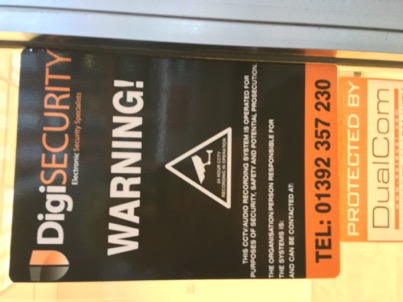 DigiSECURITY
Electronic Security Specialists
WARNING!
24 HOUR CCTV
RECORDING IN OPERATION
THIS CCTV/AUDIO RECORDING SYSTEM IS OPERATED FOR
PURPOSES OF SECURITY, SAFETY AND POTENTIAL PROSECUTION.
THE ORGANISATION/PERSON RESPONSIBLE FOR
THE SYSTEMS IS:
AND CAN BE CONTACTED AT:
TEL: 01392 357 230
PROTECTED BY
DualCom